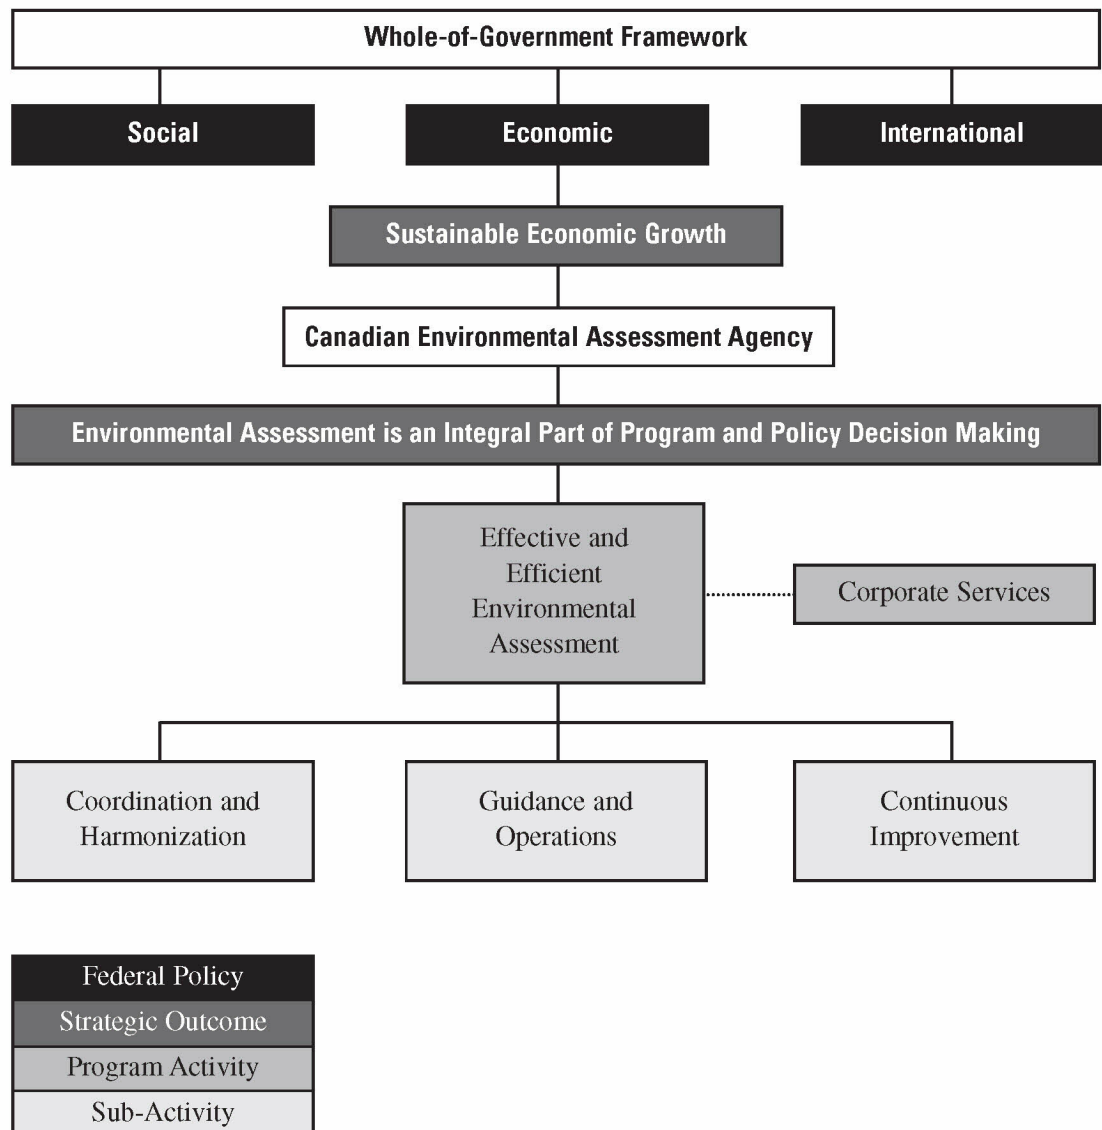 Whole-of-Government Framework
Social
Economic
International
Sustainable Economic Growth
Canadian Environmental Assessment Agency
Environmental Assessment is an Integral Part of Program and Policy Decision Making
Effective and
Efficient
Environmental
Assessment
Corporate Services
Coordination and
Harmonization
Guidance and
Operations
Continuous
Improvement
Federal Policy
Strategic Outcome
Program Activity
Sub-Activity